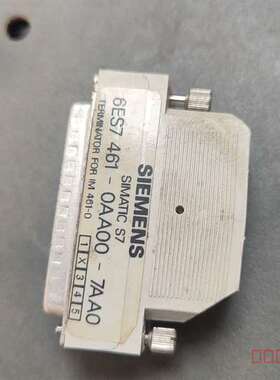 SIEMENS
SIMATIC S7
6ES7 461 - 0AA00 - 7AA0
TERMINATOR FOR IM 461-0
1 X 3 4 5